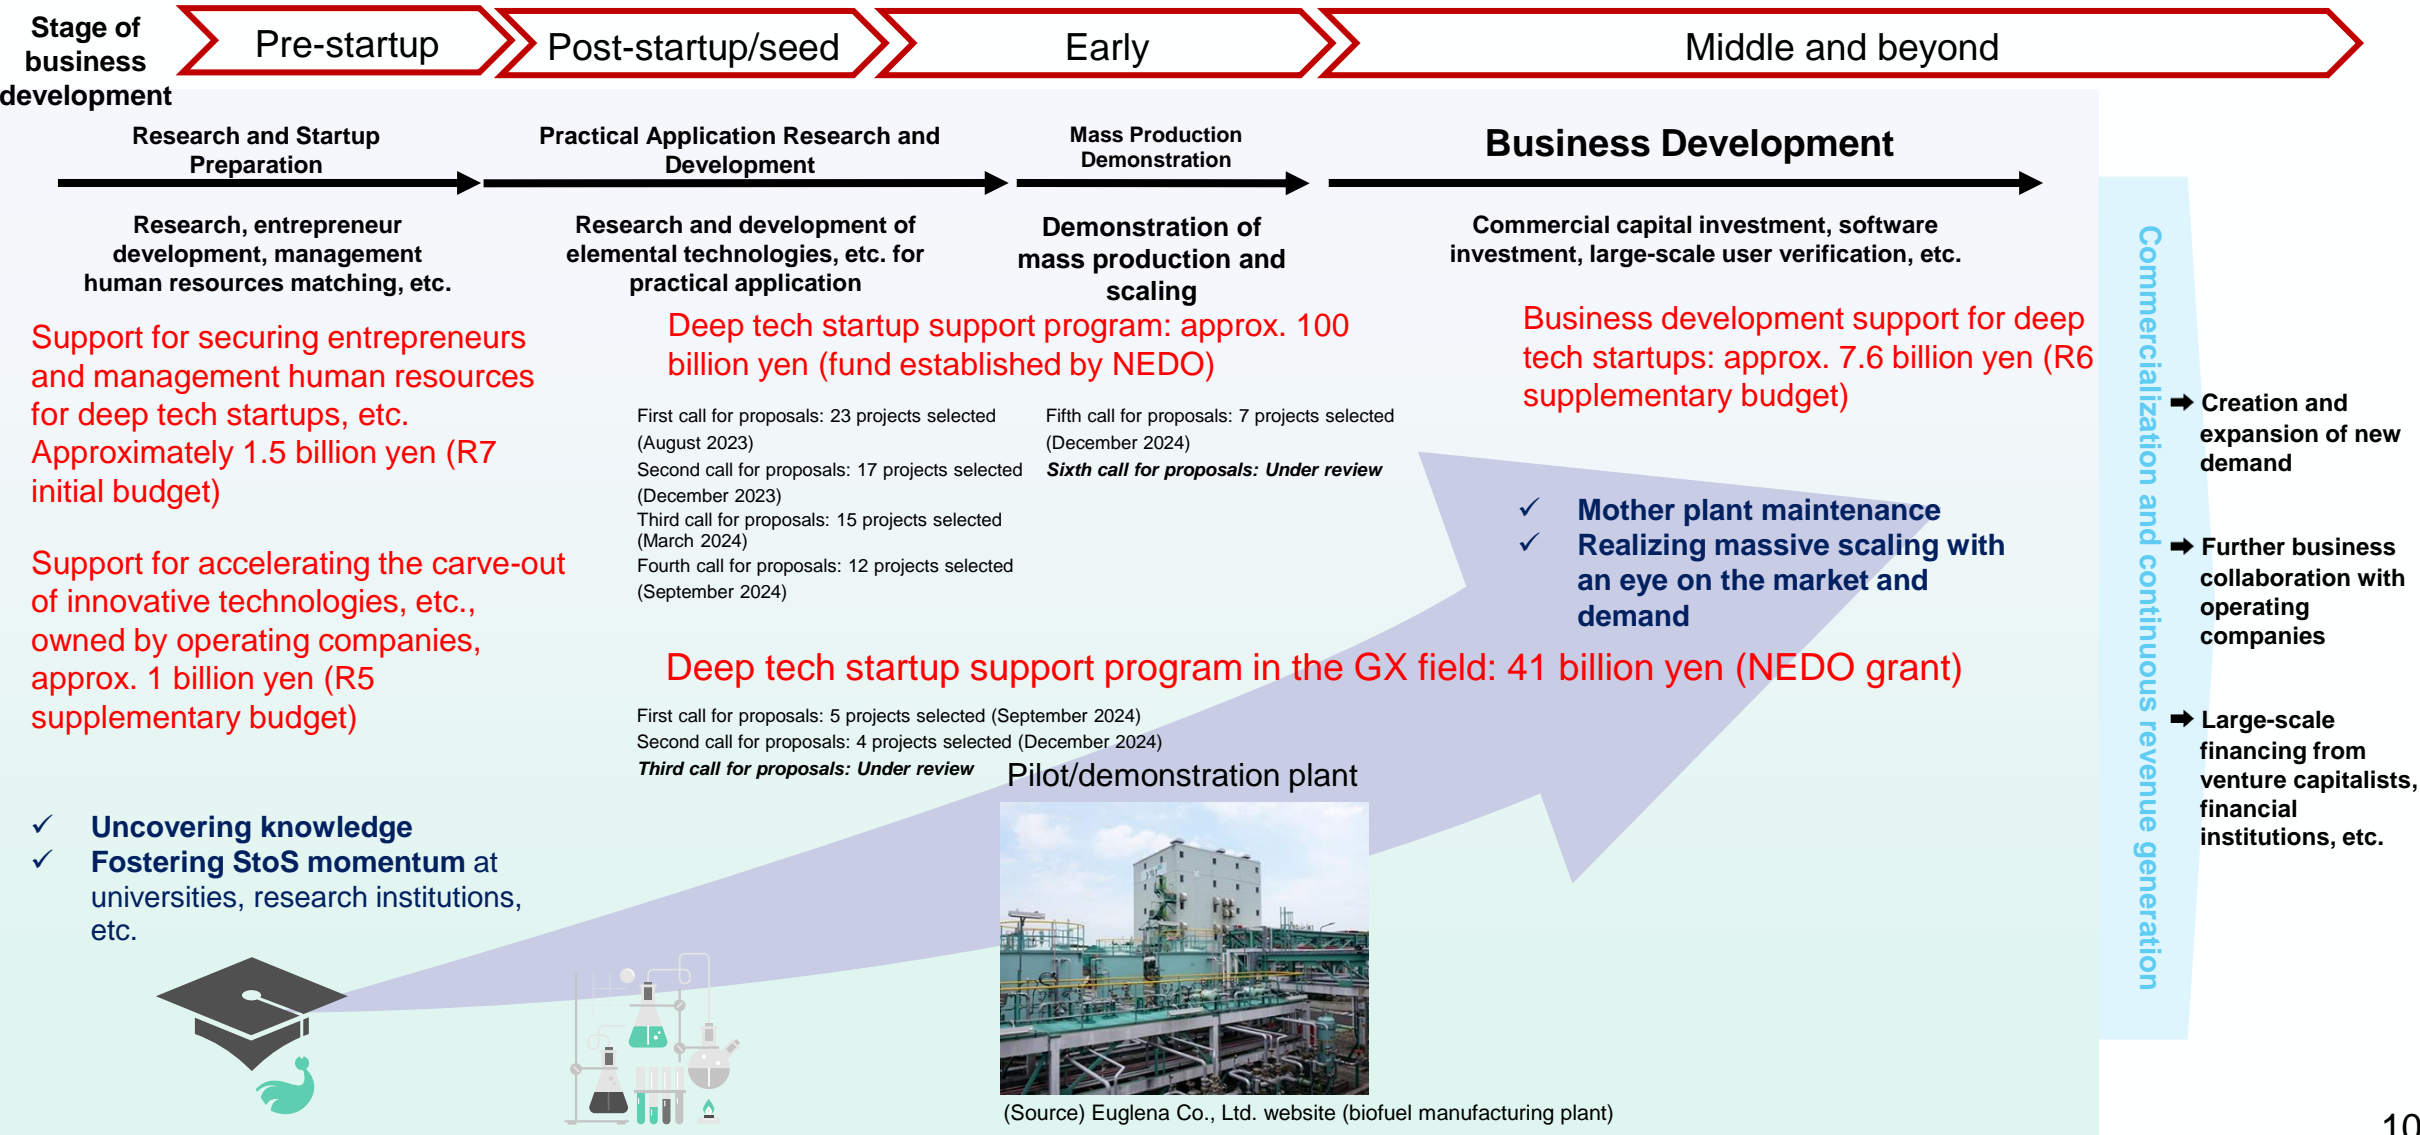 Stage of
business
development
Pre-startup
Post-startup/seed
Early
Middle and beyond
Research and Startup
Preparation
Practical Application Research and
Development
Mass Production
Demonstration
Business Development
Research, entrepreneur
development, management
human resources matching, etc.
Research and development of
elemental technologies, etc. for
practical application
Demonstration of
mass production and
scaling
Commercial capital investment, software
investment, large-scale user verification, etc.
Support for securing entrepreneurs
and management human resources
for deep tech startups, etc.
Approximately 1.5 billion yen (R7
initial budget)
Support for accelerating the carve-out
of innovative technologies, etc.,
owned by operating companies,
approx. 1 billion yen (R5
supplementary budget)
✓ Uncovering knowledge
✓ Fostering StoS momentum at
universities, research institutions,
etc.
Deep tech startup support program: approx. 100
billion yen (fund established by NEDO)
First call for proposals: 23 projects selected
(August 2023)
Second call for proposals: 17 projects selected
(December 2023)
Third call for proposals: 15 projects selected
(March 2024)
Fourth call for proposals: 12 projects selected
(September 2024)
Fifth call for proposals: 7 projects selected
(December 2024)
Sixth call for proposals: Under review
Business development support for deep
tech startups: approx. 7.6 billion yen (R6
supplementary budget)
✓ Mother plant maintenance
✓ Realizing massive scaling with
an eye on the market and
demand
Deep tech startup support program in the GX field: 41 billion yen (NEDO grant)
First call for proposals: 5 projects selected (September 2024)
Second call for proposals: 4 projects selected (December 2024)
Third call for proposals: Under review
Pilot/demonstration plant
(Source) Euglena Co., Ltd. website (biofuel manufacturing plant)
Commercialization and continuous revenue generation
➡ Creation and
expansion of new
demand
➡ Further business
collaboration with
operating
companies
➡ Large-scale
financing from
venture capitalists,
financial
institutions, etc.
10